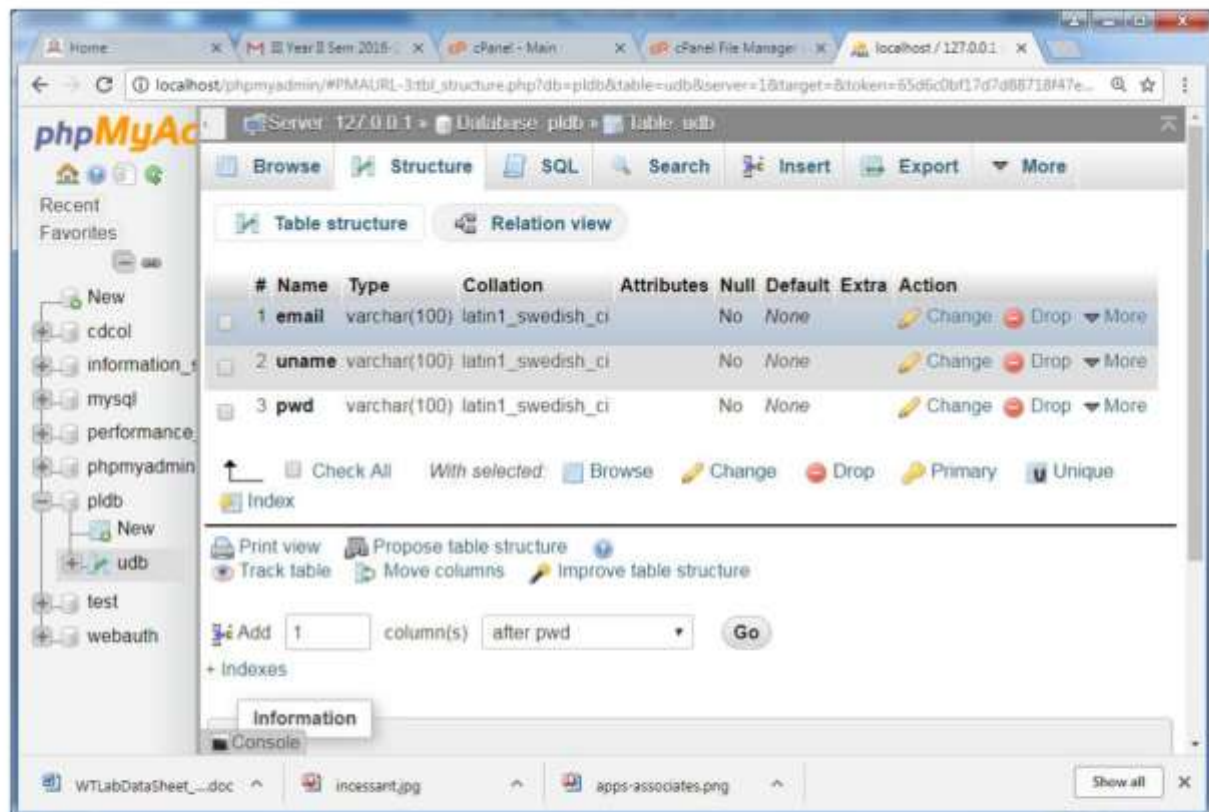 Home
III Year II Sem 2016-
cPanel - Main
cPanel File Manager
localhost / 127.0.0.1
localhost/phpmyadmin/#PMAURL-3:tbl_structure.php?db=pldb&table=udb&server=1&target=&token=
phpMyAc
Server: 127.0.0.1 » Database: pldb » Table: udb
Browse Structure SQL Search Insert Export More
Recent
Favorites
Table structure Relation view
New
cdcol
information_s
mysql
performance_
phpmyadmin
pldb
New
udb
test
webauth
# Name Type Collation Attributes Null Default Extra Action
1 email varchar(100) latin1_swedish_ci No None Change Drop More
2 uname varchar(100) latin1_swedish_ci No None Change Drop More
3 pwd varchar(100) latin1_swedish_ci No None Change Drop More
Check All With selected: Browse Change Drop Primary Unique
Index
Print view Propose table structure
Track table Move columns Improve table structure
Add 1 column(s) after pwd Go
+ Indexes
Information
Console
WTLabDataSheet_....doc incessant.jpg apps-associates.png Show all